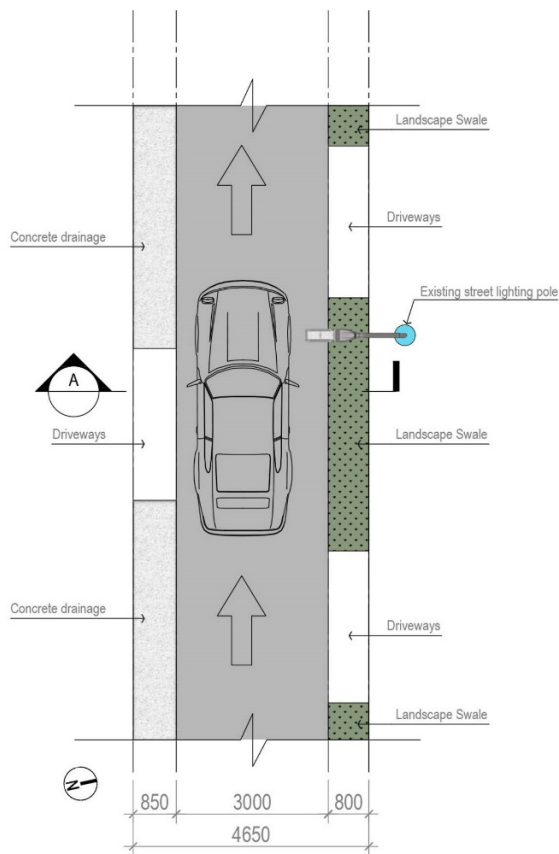 Landscape Swale
Driveways
Concrete drainage
Existing street lighting pole
A
Driveways
Landscape Swale
Concrete drainage
Driveways
Landscape Swale
N
850
3000
800
4650